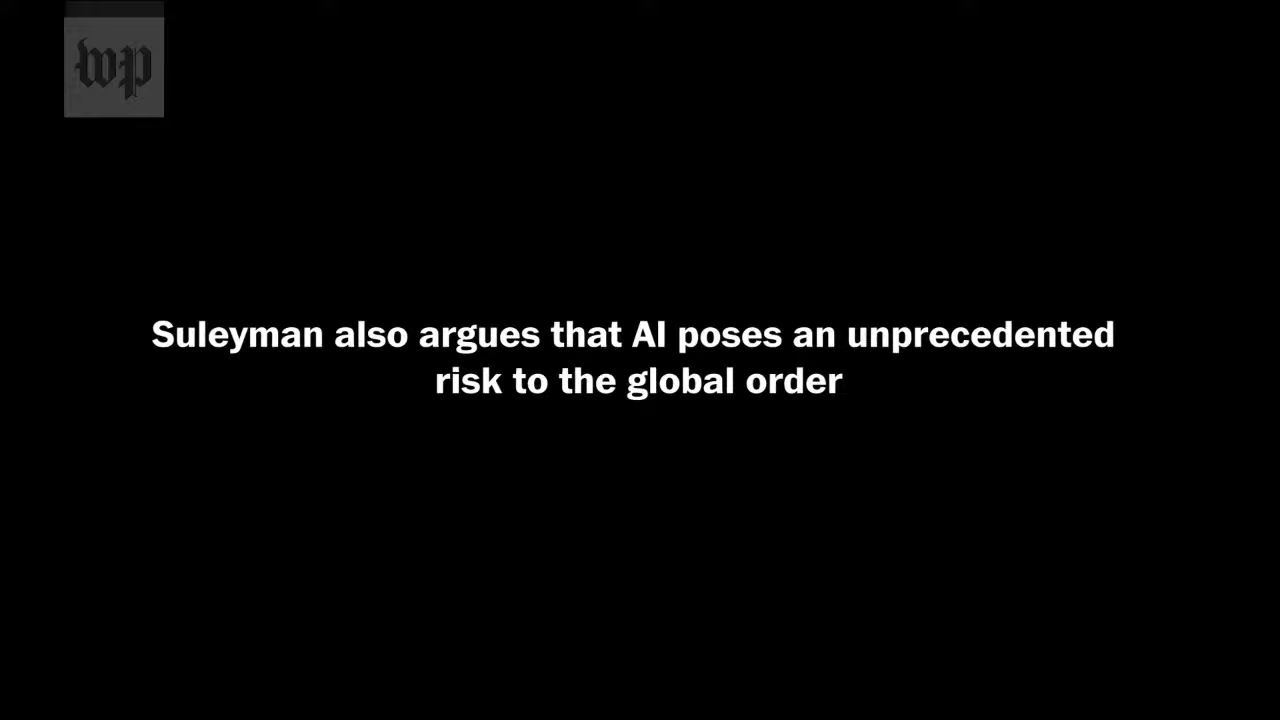 wp
Suleyman also argues that AI poses an unprecedented
risk to the global order